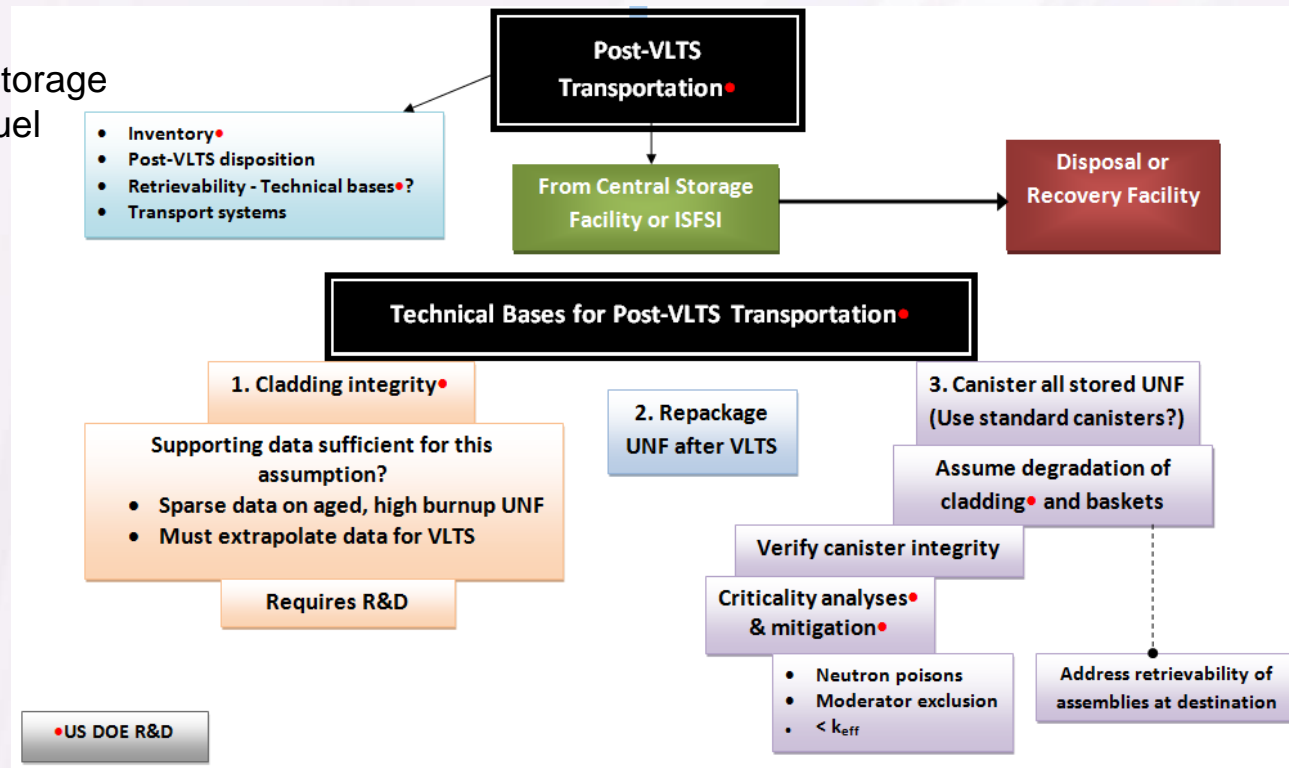 torage
uel
Post-VLTS
Transportation•
• Inventory•
• Post-VLTS disposition
• Retrievability - Technical bases•?
• Transport systems
From Central Storage
Facility or ISFSI
Disposal or
Recovery Facility
Technical Bases for Post-VLTS Transportation•
1. Cladding integrity•
Supporting data sufficient for this
assumption?
• Sparse data on aged, high burnup UNF
• Must extrapolate data for VLTS
Requires R&D
2. Repackage
UNF after VLTS
3. Canister all stored UNF
(Use standard canisters?)
Assume degradation of
cladding• and baskets
Verify canister integrity
Criticality analyses•
& mitigation•
• Neutron poisons
• Moderator exclusion
• < keff
Address retrievability of
assemblies at destination
•US DOE R&D